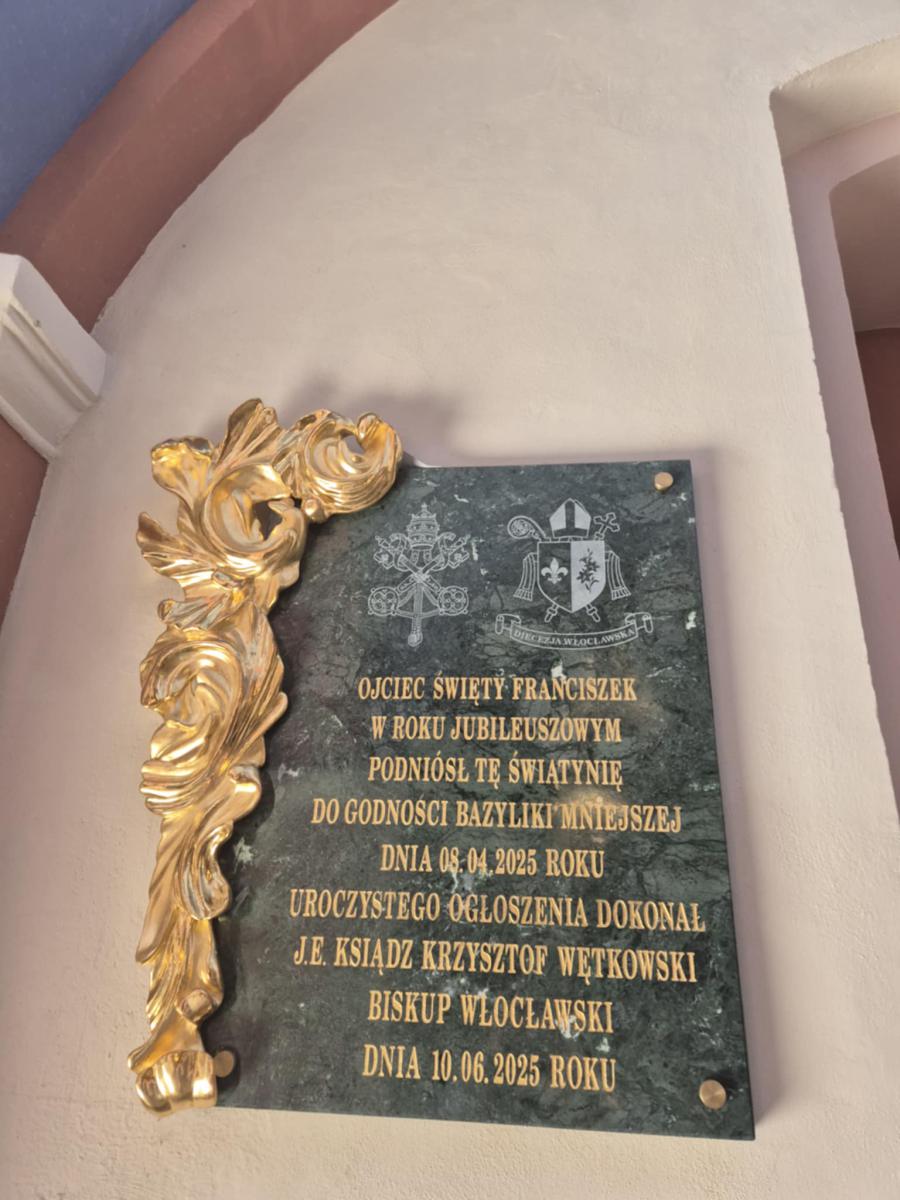 DIECEZJA WŁOCŁAWSKA
OJCIEC ŚWIĘTY FRANCISZEK
W ROKU JUBILEUSZOWYM
PODNIÓSŁ TĘ ŚWIATYNIĘ
DO GODNOŚCI BAZYLIKI MNIEJSZEJ
DNIA 08.04.2025 ROKU
UROCZYSTEGO OGŁOSZENIA DOKONAŁ
J.E. KSIĄDZ KRZYSZTOF WĘTKOWSKI
BISKUP WŁOCŁAWSKI
DNIA 10.06.2025 ROKU